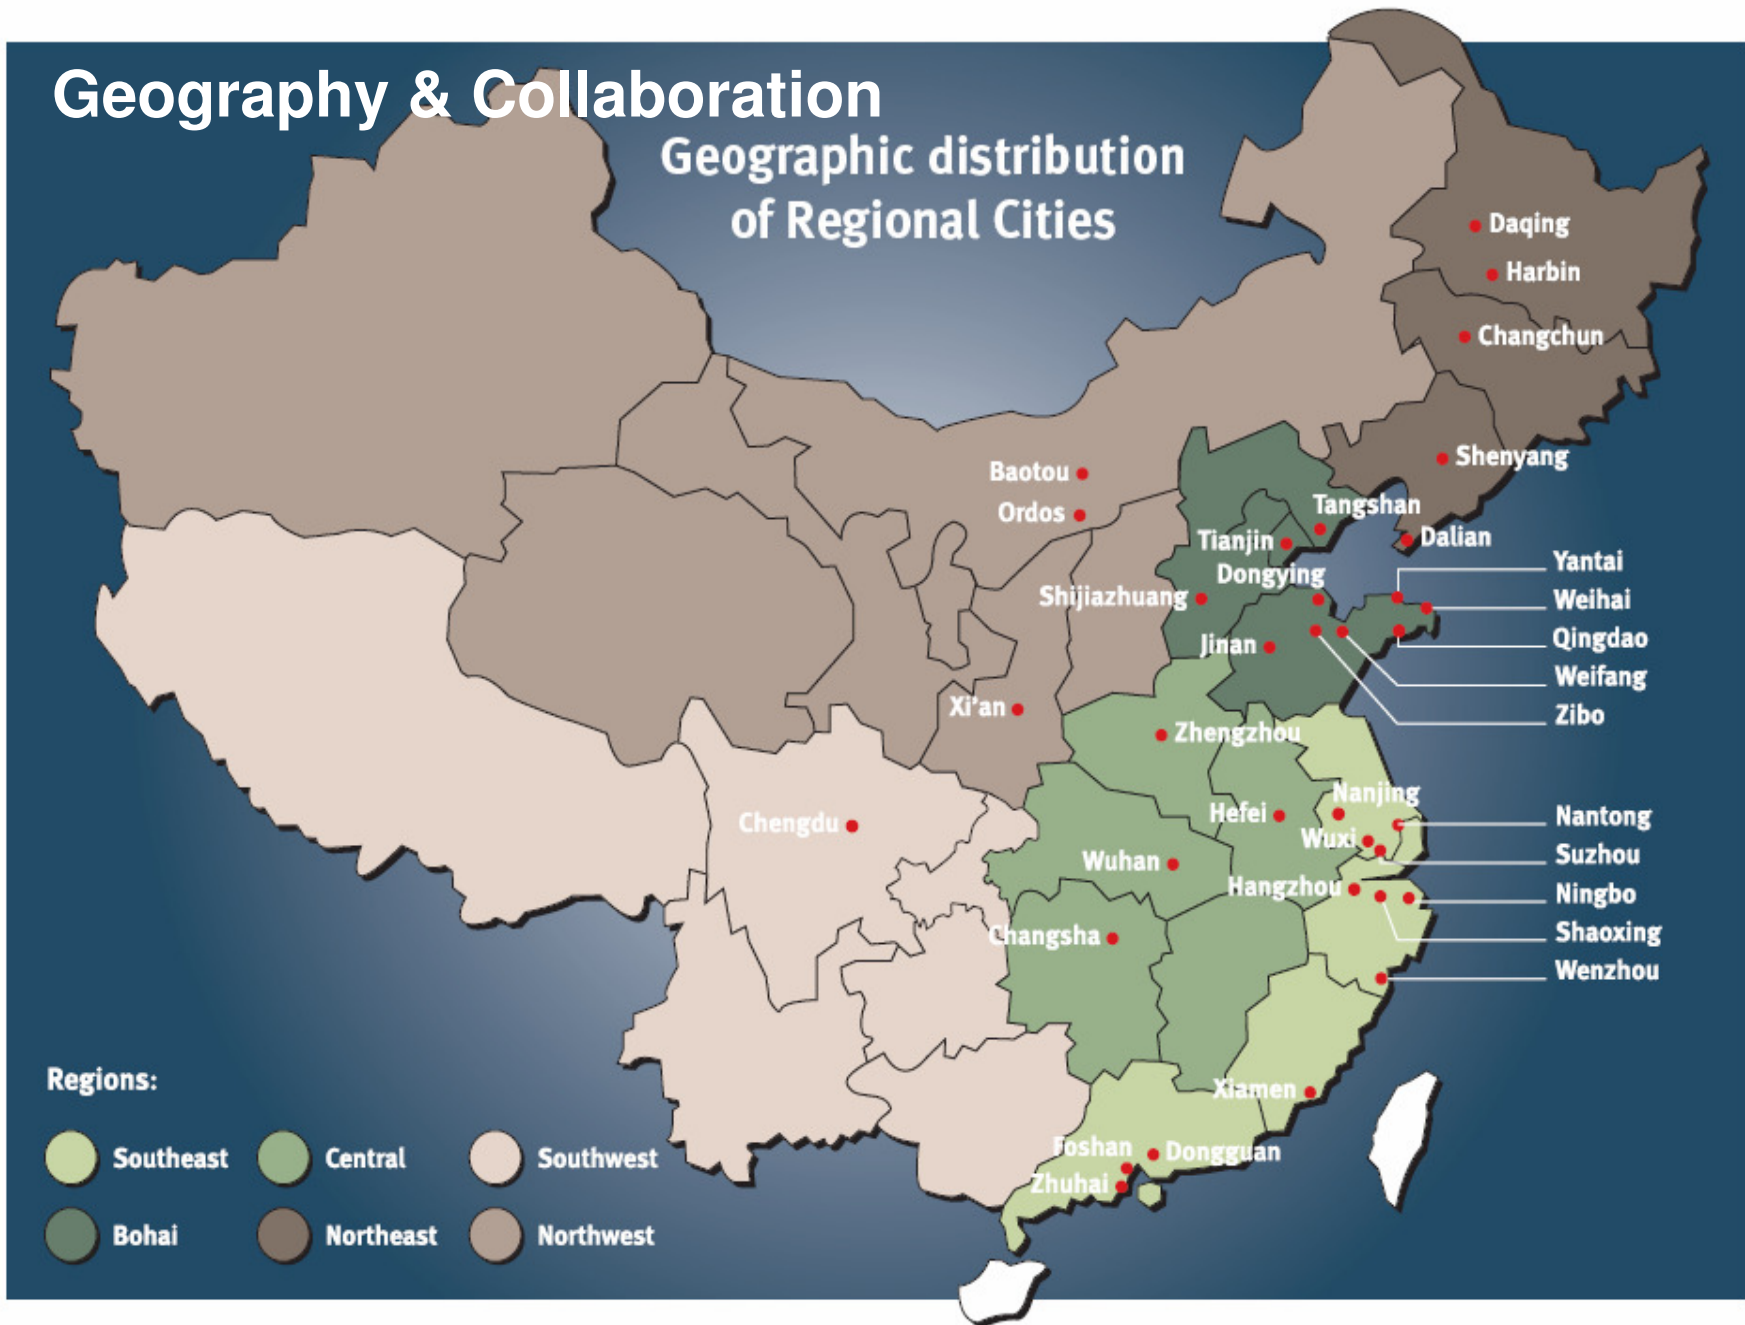 Geography & Collaboration
Geographic distribution
of Regional Cities
Daqing
Harbin
Changchun
Shenyang
Baotou
Ordos
Tangshan
Tianjin
Dalian
Dongying
Yantai
Shijiazhuang
Weihai
Jinan
Qingdao
Weifang
Xi'an
Zibo
Zhengzhou
Nanjing
Hefei
Nantong
Chengdu
Wuxi
Suzhou
Wuhan
Hangzhou
Ningbo
Changsha
Shaoxing
Wenzhou
Xiamen
Foshan
Dongguan
Zhuhai
Regions:
Southeast
Central
Southwest
Bohai
Northeast
Northwest